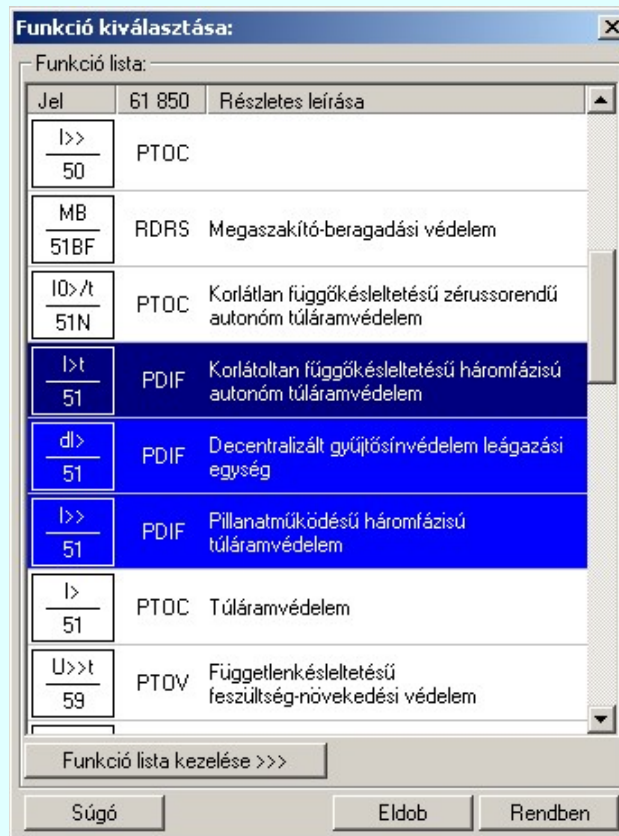 Funkció kiválasztása:
Funkció lista:
Jel 61 850 Részletes leírása
I>>
50
PTOC
MB
51BF
RDRS
Megaszakító-beragadási védelem
I0>/t
51N
PTOC
Korlátlan függőkésleltetésű zérussorendű
autonóm túláramvédelem
I>t
51
PDIF
Korlátoltan függőkésleltetésű háromfázisú
autonóm túláramvédelem
dI>
51
PDIF
Decentralizált gyűjtősínvédelem leágazási
egység
I>>
51
PDIF
Pillanatműködésű háromfázisú
túláramvédelem
I>
51
PTOC
Túláramvédelem
U>>t
59
PTOV
Függetlenkésleltetésű
feszültség-növekedési védelem
Funkció lista kezelése >>>
Súgó Eldob Rendben